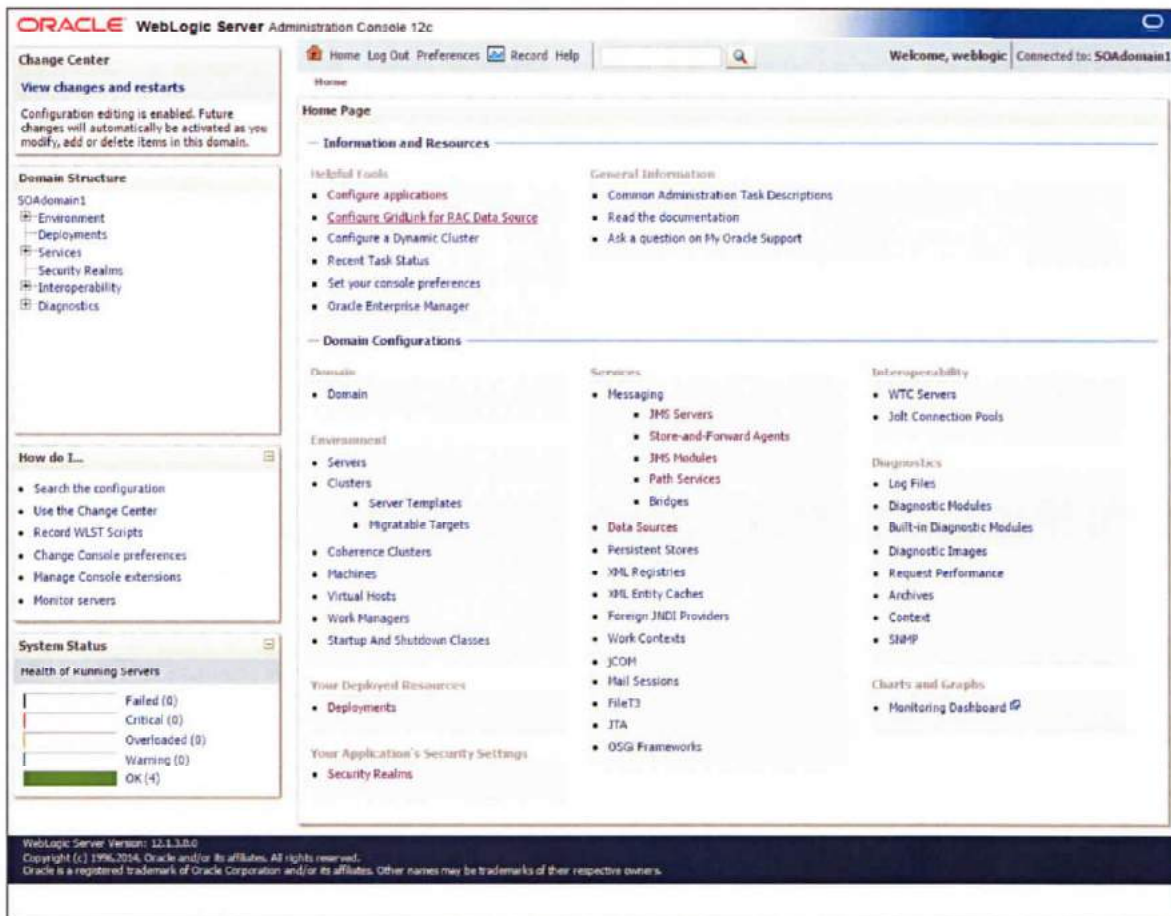 ORACLE WebLogic Server Administration Console 12c
Change Center
View changes and restarts
Configuration editing is enabled. Future
changes will automatically be activated as you
modify, add or delete items in this domain.
Domain Structure
SOAdomain1
Environment
Deployments
Services
Security Realms
Interoperability
Diagnostics
How do I...
Search the configuration
Use the Change Center
Record WLST Scripts
Change Console preferences
Manage Console extensions
Monitor servers
System Status
Health of Running Servers
Failed (0)
Critical (0)
Overloaded (0)
Warning (0)
OK (4)
Home Log Out Preferences Record Help
Welcome, weblogic Connected to: SOAdomain1
Home
Home Page
Information and Resources
Helpful Tools
Configure applications
Configure GridLink for RAC Data Source
Configure a Dynamic Cluster
Recent Task Status
Set your console preferences
Oracle Enterprise Manager
General Information
Common Administration Task Descriptions
Read the documentation
Ask a question on My Oracle Support
Domain Configurations
Domain
Domain
Environment
Servers
Clusters
Server Templates
Migratable Targets
Coherence Clusters
Machines
Virtual Hosts
Work Managers
Startup And Shutdown Classes
Your Deployed Resources
Deployments
Your Application's Security Settings
Security Realms
Services
Messaging
JMS Servers
Store-and-Forward Agents
JMS Modules
Path Services
Bridges
Data Sources
Persistent Stores
XML Registries
XML Entity Caches
Foreign JNDI Providers
Work Contexts
jCOM
Mail Sessions
FileT3
JTA
OSGi Frameworks
Interoperability
WTC Servers
Jolt Connection Pools
Diagnostics
Log Files
Diagnostic Modules
Built-in Diagnostic Modules
Diagnostic Images
Request Performance
Archives
Context
SNMP
Charts and Graphs
Monitoring Dashboard
WebLogic Server Version: 12.1.3.0.0
Copyright (c) 1996,2014, Oracle and/or its affiliates. All rights reserved.
Oracle is a registered trademark of Oracle Corporation and/or its affiliates. Other names may be trademarks of their respective owners.